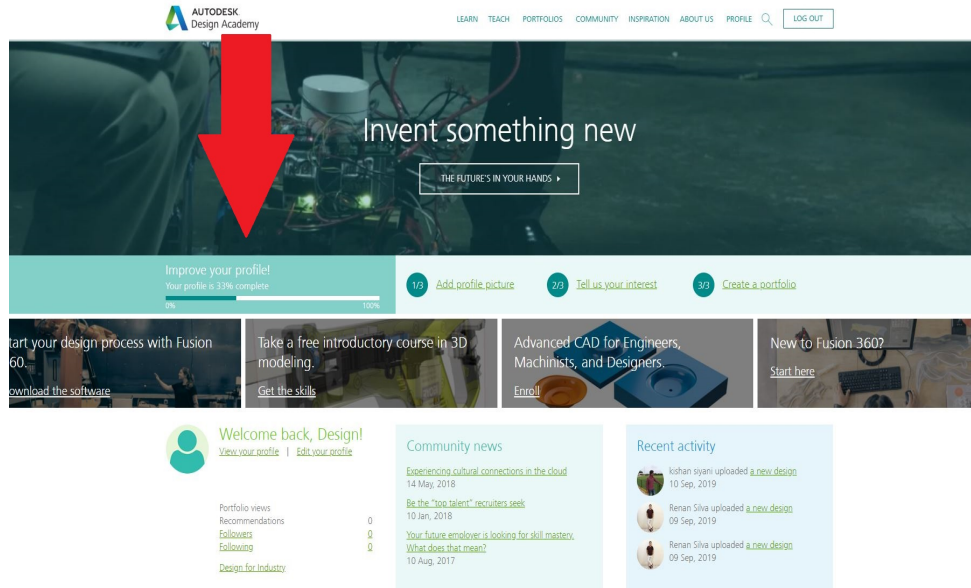 AUTODESK
Design Academy
LEARN TEACH PORTFOLIOS COMMUNITY INSPIRATION ABOUT US PROFILE LOG OUT
Invent something new
THE FUTURE'S IN YOUR HANDS
Improve your profile!
Your profile is 33% complete
0% 100%
1/3 Add profile picture 2/3 Tell us your interest 3/3 Create a portfolio
tart your design process with Fusion
60.
ownload the software
Take a free introductory course in 3D
modeling.
Get the skills
Advanced CAD for Engineers,
Machinists, and Designers.
Enroll
New to Fusion 360?
Start here
Welcome back, Design!
View your profile | Edit your profile
Portfolio views
Recommendations 0
Followers 0
Following 0
Design for Industry
Community news
Experiencing cultural connections in the cloud
14 May, 2018
Be the "top talent" recruiters seek
10 Jan, 2018
Your future employer is looking for skill mastery.
What does that mean?
10 Aug, 2017
Recent activity
kishan siyani uploaded a new design
10 Sep, 2019
Renan Silva uploaded a new design
09 Sep, 2019
Renan Silva uploaded a new design
09 Sep, 2019